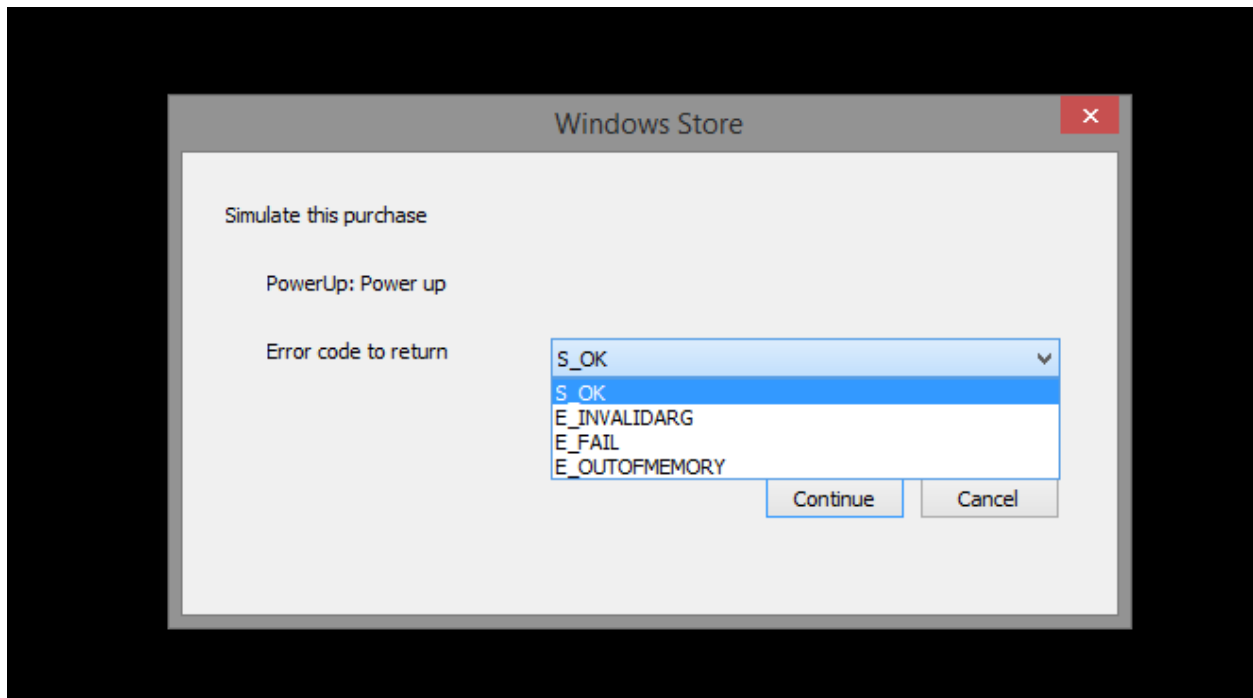 Windows Store
Simulate this purchase
PowerUp: Power up
Error code to return
S_OK
S_OK
E_INVALIDARG
E_FAIL
E_OUTOFMEMORY
Continue Cancel